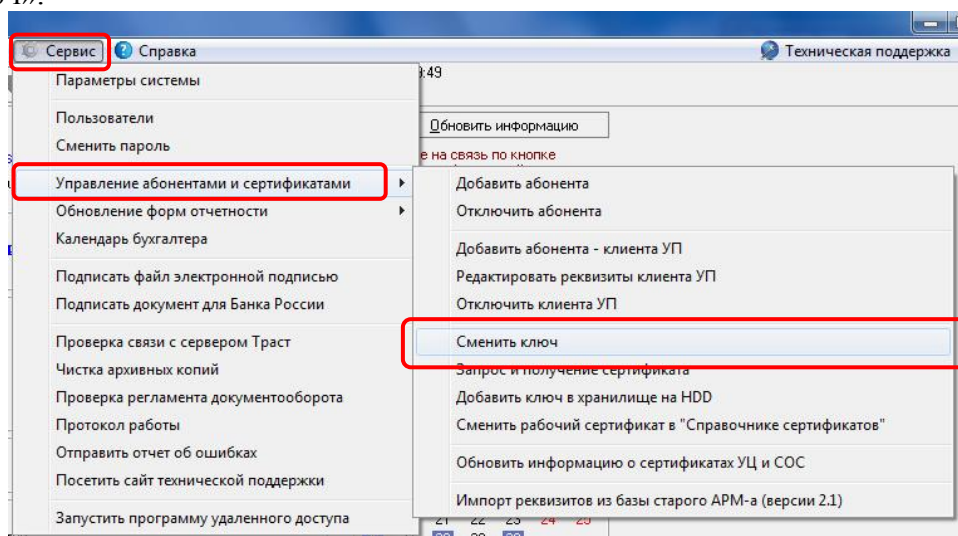 Сервис Справка Техническая поддержка
Параметры системы
:49
Пользователи
Обновить информацию
Сменить пароль
е на связь по кнопке
Управление абонентами и сертификатами
Обновление форм отчетности
Календарь бухгалтера
Подписать файл электронной подписью
Подписать документ для Банка России
Проверка связи с сервером Траст
Чистка архивных копий
Проверка регламента документооборота
Протокол работы
Отправить отчет об ошибках
Посетить сайт технической поддержки
Запустить программу удаленного доступа
Добавить абонента
Отключить абонента
Добавить абонента - клиента УП
Редактировать реквизиты клиента УП
Отключить клиента УП
Сменить ключ
Запрос и получение сертификата
Добавить ключ в хранилище на HDD
Сменить рабочий сертификат в "Справочнике сертификатов"
Обновить информацию о сертификатах УЦ и СОС
Импорт реквизитов из базы старого АРМ-а (версии 2.1)
21 22 23 24 25